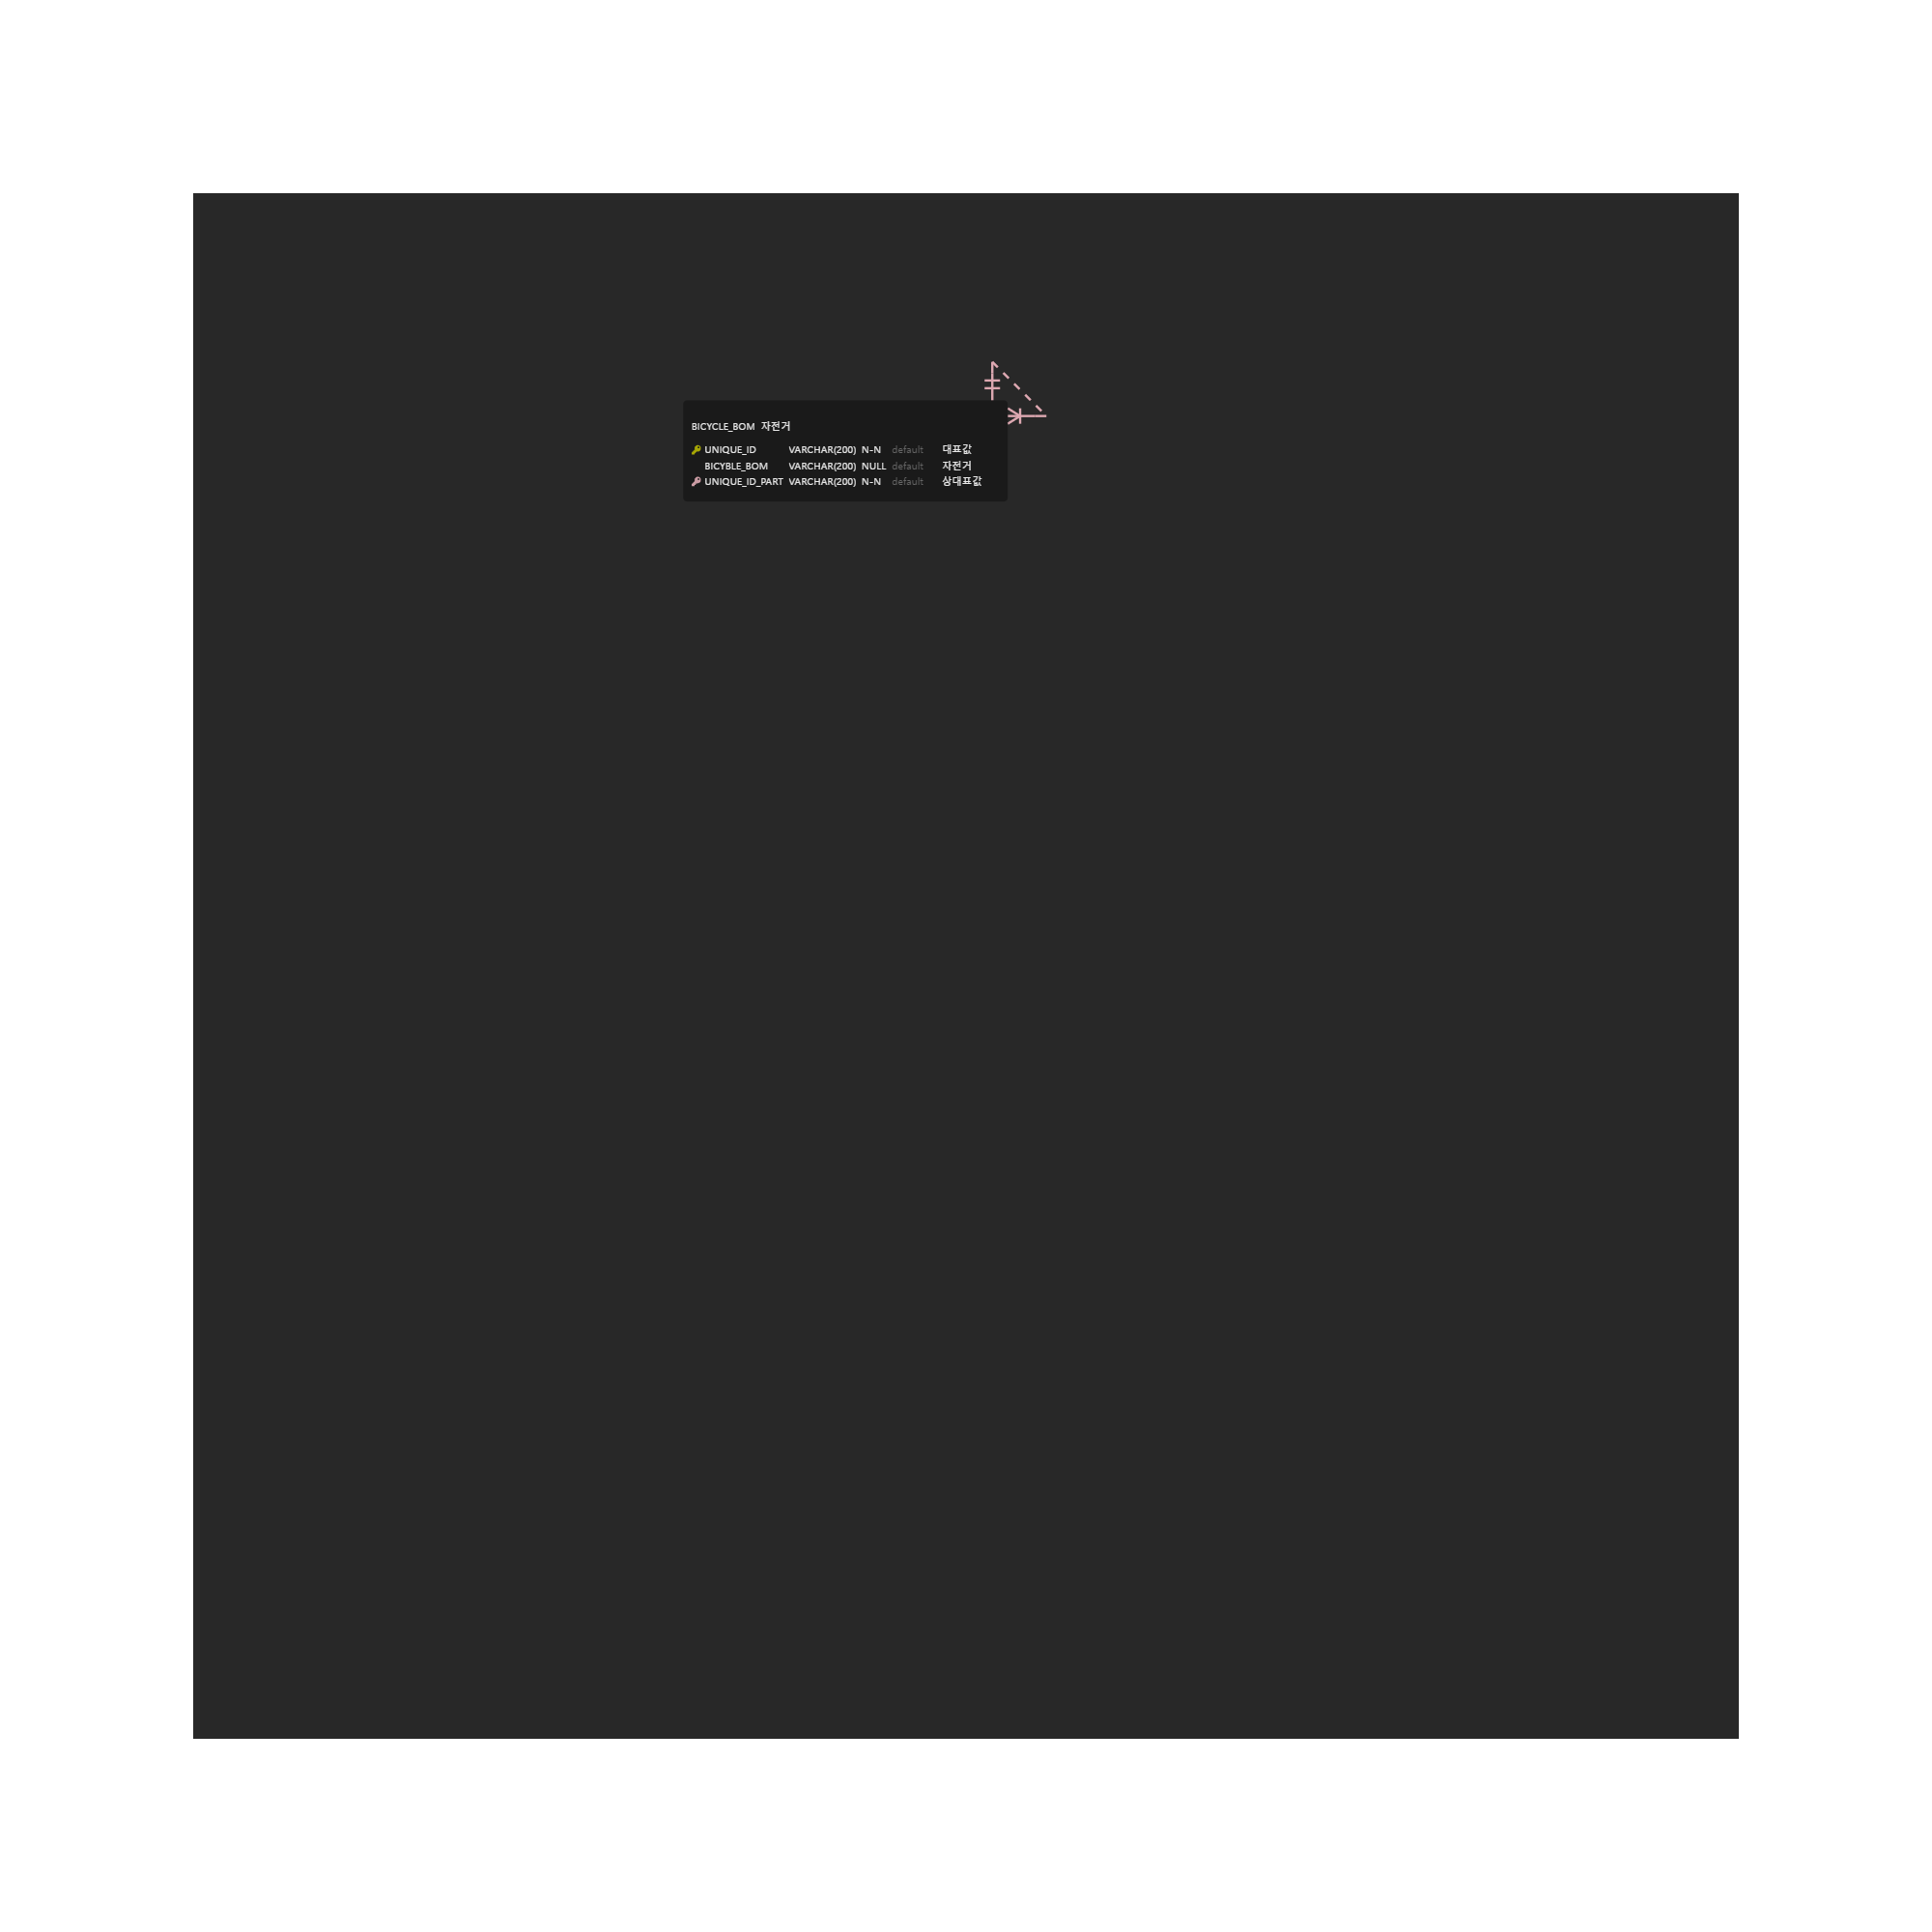 BICYCLE_BOM 자전거
UNIQUE_ID VARCHAR(200) N-N default 대표값
BICYBLE_BOM VARCHAR(200) NULL default 자전거
UNIQUE_ID_PART VARCHAR(200) N-N default 상대표값